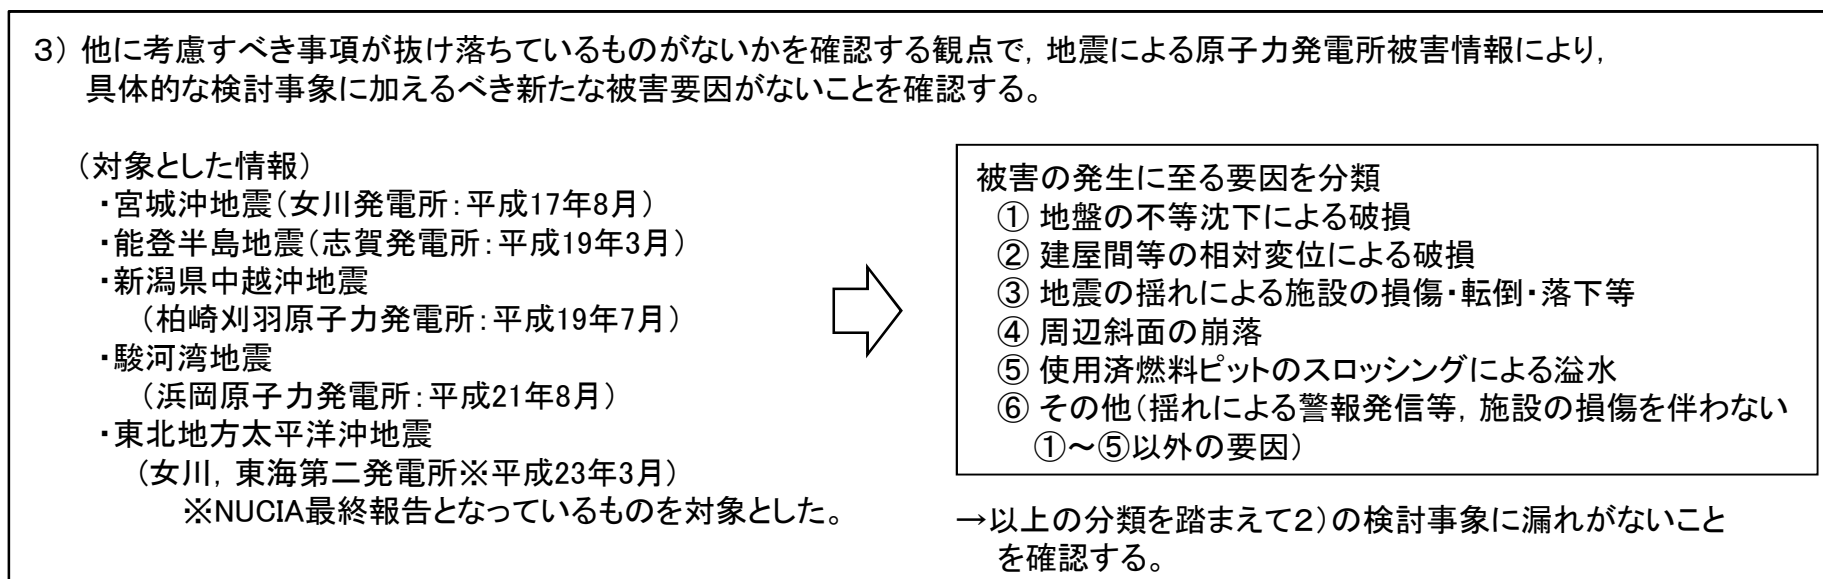 ３） 他に考慮すべき事項が抜け落ちているものがないかを確認する観点で，地震による原子力発電所被害情報により，
具体的な検討事象に加えるべき新たな被害要因がないことを確認する。
（対象とした情報）
・宮城沖地震（女川発電所：平成17年8月）
・能登半島地震（志賀発電所：平成19年3月）
・新潟県中越沖地震
（柏崎刈羽原子力発電所：平成19年7月）
・駿河湾地震
（浜岡原子力発電所：平成21年8月）
・東北地方太平洋沖地震
（女川，東海第二発電所※平成23年3月）
※NUCIA最終報告となっているものを対象とした。
被害の発生に至る要因を分類
① 地盤の不等沈下による破損
② 建屋間等の相対変位による破損
③ 地震の揺れによる施設の損傷・転倒・落下等
④ 周辺斜面の崩落
⑤ 使用済燃料ピットのスロッシングによる溢水
⑥ その他（揺れによる警報発信等，施設の損傷を伴わない
①～⑤以外の要因）
→以上の分類を踏まえて２）の検討事象に漏れがないこと
を確認する。